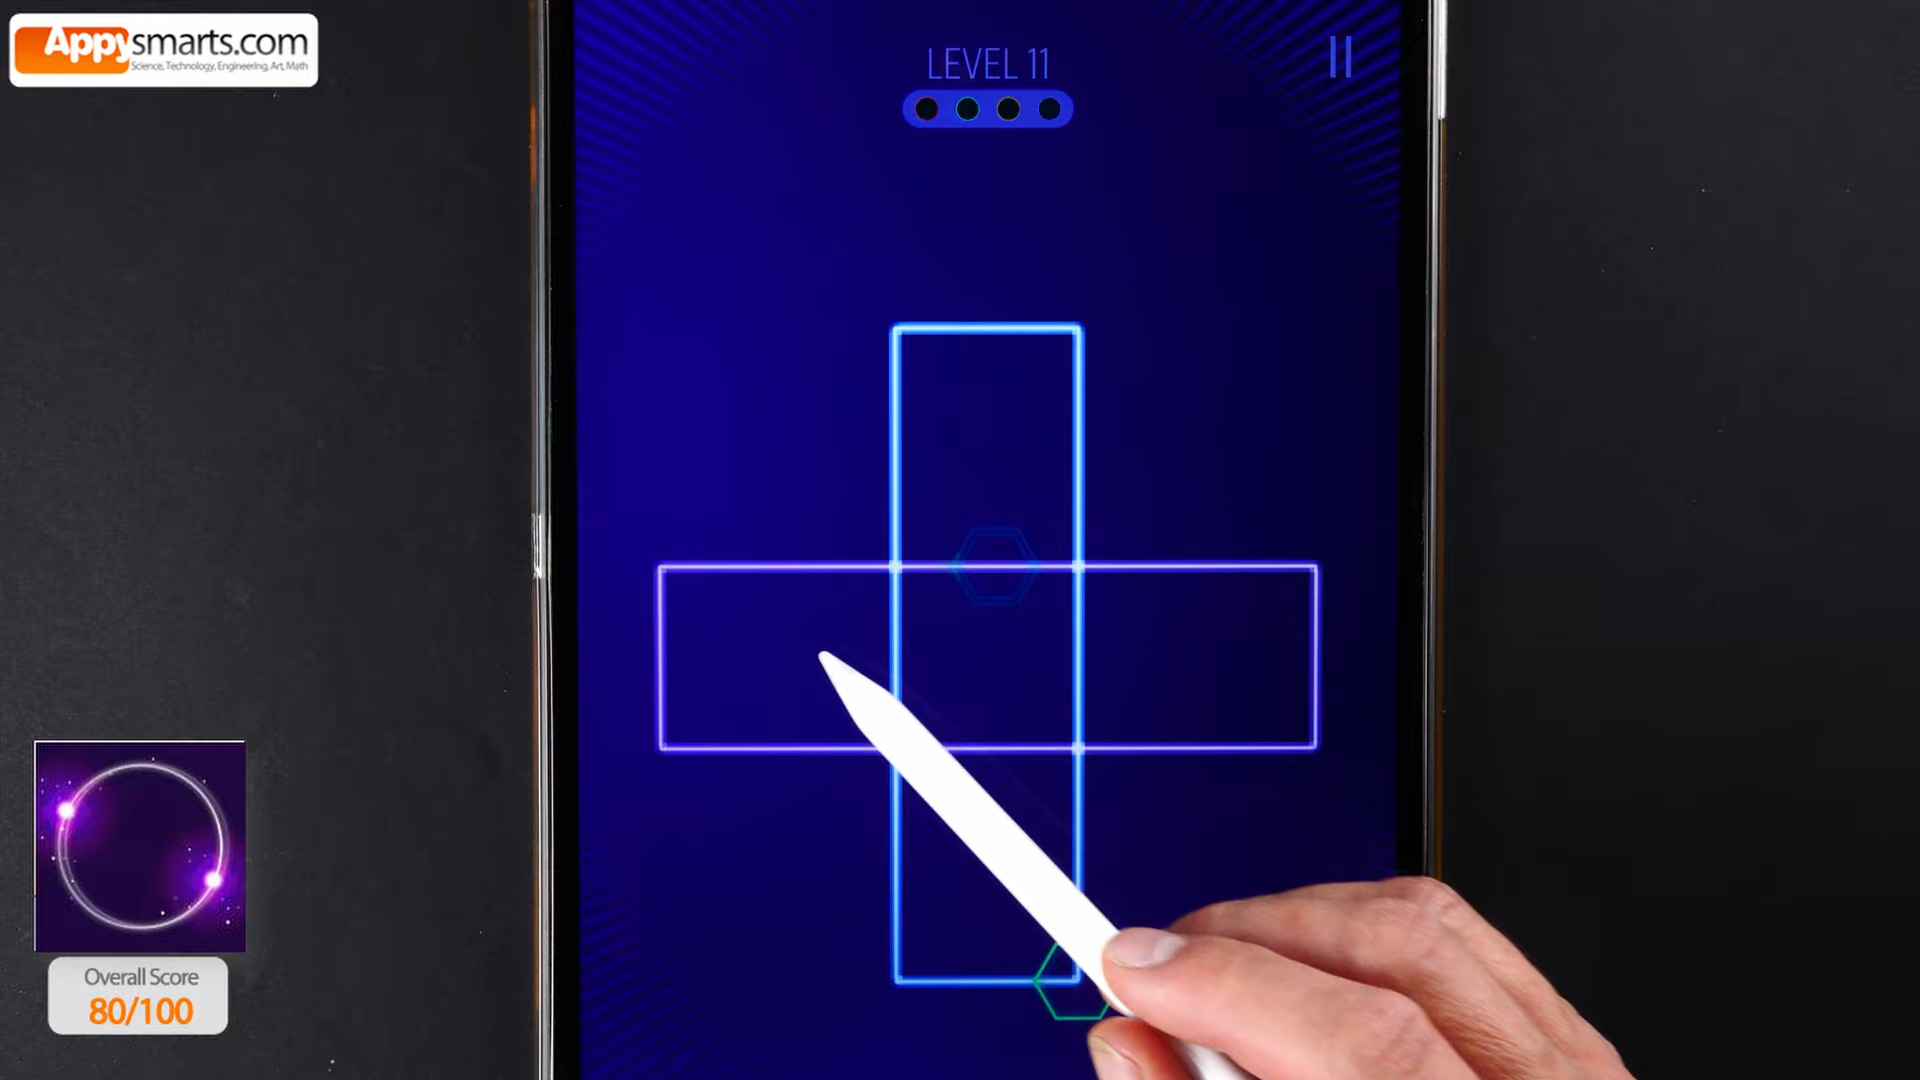 Appysmarts.com
Science, Technology, Engineering, Art, Math
LEVEL 11
Overall Score
80/100